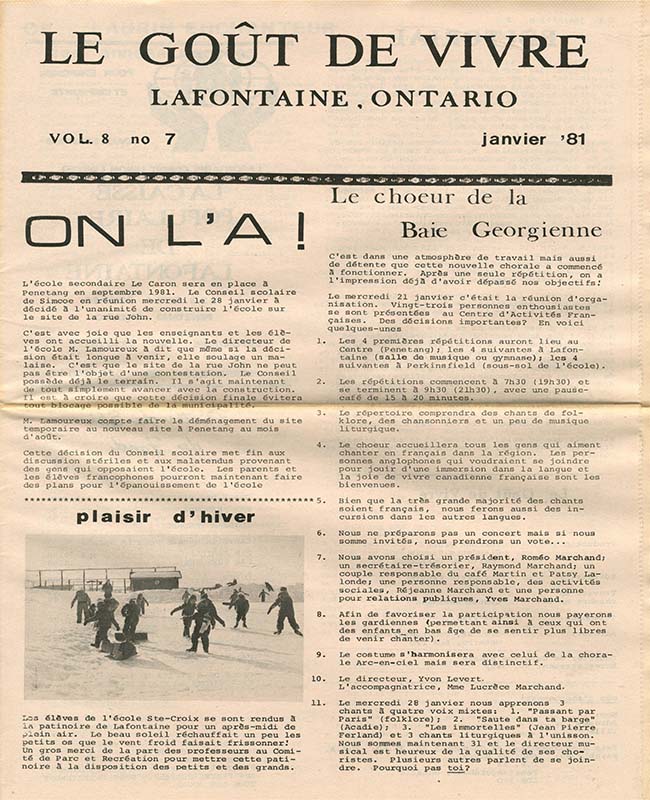 LE GOÛT DE VIVRE
LAFONTAINE, ONTARIO
VOL. 8 no 7
janvier '81
ON L'A!
L'école secondaire Le Caron sera en place à
Penetang en septembre 1901. Le Conseil scolaire
de Simcoe en réunion mercredi le 28 janvier à
décidé à l'unanimité de construire l'école sur
le site de la rue John.
C'est avec joie que les enseignants et les élè-
ves ont accueilli la nouvelle. Le directeur de
l'école M. Lamoureux à dit que même si la déci-
sion était longue à venir, elle soulage un ma-
laise. C'est que le site de la rue John ne peut
pas être l'objet d'une contestation. Le Conseil
possède déjà le terrain. Il s'agit maintenant
de tout simplement avancer avec la construction.
Il est à croire que cette décision finale évitera
tout blocage possible de la municipalité.
M. Lamoureux compte faire le déménagement du site
temporaire au nouveau site à Penetang au mois
d'août.
Cette décision du Conseil scolaire met fin aux
discussion stériles et aux malatendus provenant
des gens qui opposaient l'école. Les parents et
les élèves francophones pourront maintenant faire
des plans pour l'épanouissement de l'école
plaisir d'hiver
Les élèves de l'école Ste-Croix se sont rendus à
la patinoire de Lafontaine pour un après-midi de
plein air. Le beau soleil réchauffait un peu les
petits os que le vent froid faisait frissonner!
Un gros merci de la part des professeurs au Comi-
té de Parc et Recréation pour mettre cette pati-
noire à la disposition des petits et des grands.
Le choeur de la
Baie Georgienne
C'est dans une atmosphère de travail mais aussi
de détente que cette nouvelle chorale a commencé
à fonctionner. Après une seule répétition, on a
l'impression déjà d'avoir dépassé nos objectifs!
Le mercredi 21 janvier c'était la réunion d'orga-
nisation. Vingt-trois personnes enthousiastes
se sont présentées au Centre d'Activités Fran-
çaises. Des décisions importantes? En voici
quelques-unes
1. Les 4 premières répétitions auront lieu au
Centre (Penetang); les 4 suivantes à Lafon-
taine (salle de musique ou gymnase); les 4
suivantes à Perkinsfield (sous-sol de l'école).
2. Les répétitions commencent à 7h30 (19h30) et
se terminent à 9h30 (21h30), avec une pause-
café de 15 à 20 minutes.
3. Le répertoire comprendra des chants de fol-
klore, des chansonniers et un peu de musique
liturgique.
4. Le choeur accueillera tous les gens qui aiment
chanter en français dans la région. Les per-
sonnes anglophones qui voudraient se joindre
pour jouir d'une immersion dans la langue et
la joie de vivre canadienne française sont les
bienvenues.
5. Bien que la très grande majorité des chants
soient français, nous ferons aussi des in-
cursions dans les autres langues.
6. Nous ne préparons pas un concert mais si nous
somme invités, nous prendrons un vote...
7. Nous avons choisi un président, Roméo Marchand;
un secrétaire-trésorier, Raymond Marchand; un
couple responsable du café Martin et Patsy La-
londe; une personne responsable, des activités
sociales, Réjeanne Marchand et une personne
pour relations publiques, Yves Marchand.
8. Afin de favoriser la participation nous payerons
les gardiennes (permettant ainsi à ceux qui ont
des enfants en bas âge de se sentir plus libres
de venir chanter).
9. Le costume s'harmonisera avec celui de la chora-
le Arc-en-ciel mais sera distinctif.
10. Le directeur, Yvon Levert.
L'accompagnatrice, Mme Lucrèce Marchand.
11. Le mercredi 28 janvier nous apprenons 3
chants à quatre voix mixtes: 1. "Passant par
Paris" (folklore); 2. "Saute dans ta barge"
(Acadie); 3. "Les immortelles" (Jean Pierre
Ferland) et 3 chants liturgiques à l'unisson.
Nous sommes maintenant 31 et le directeur mu-
sical est heureux de la qualité de ses cho-
ristes. Plusieurs autres parlent de se join-
dre. Pourquoi pas toi?